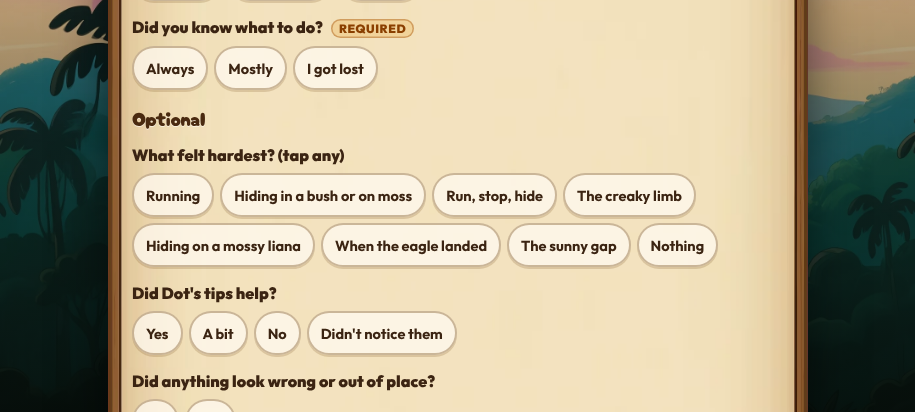 Did you know what to do? REQUIRED
Always Mostly I got lost
Optional
What felt hardest? (tap any)
Running Hiding in a bush or on moss Run, stop, hide The creaky limb
Hiding on a mossy liana When the eagle landed The sunny gap Nothing
Did Dot's tips help?
Yes A bit No Didn't notice them
Did anything look wrong or out of place?